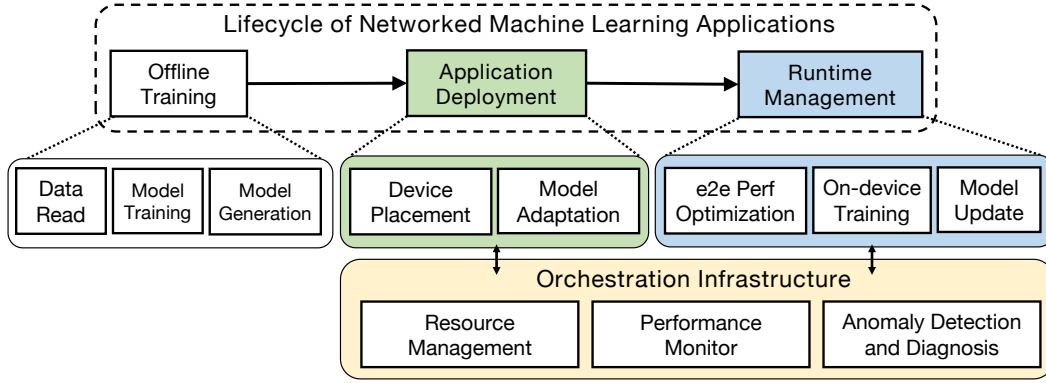 Lifecycle of Networked Machine Learning Applications
Offline
Training
Application
Deployment
Runtime
Management
Data
Read
Model
Training
Model
Generation
Device
Placement
Model
Adaptation
e2e Perf
Optimization
On-device
Training
Model
Update
Orchestration Infrastructure
Resource
Management
Performance
Monitor
Anomaly Detection
and Diagnosis